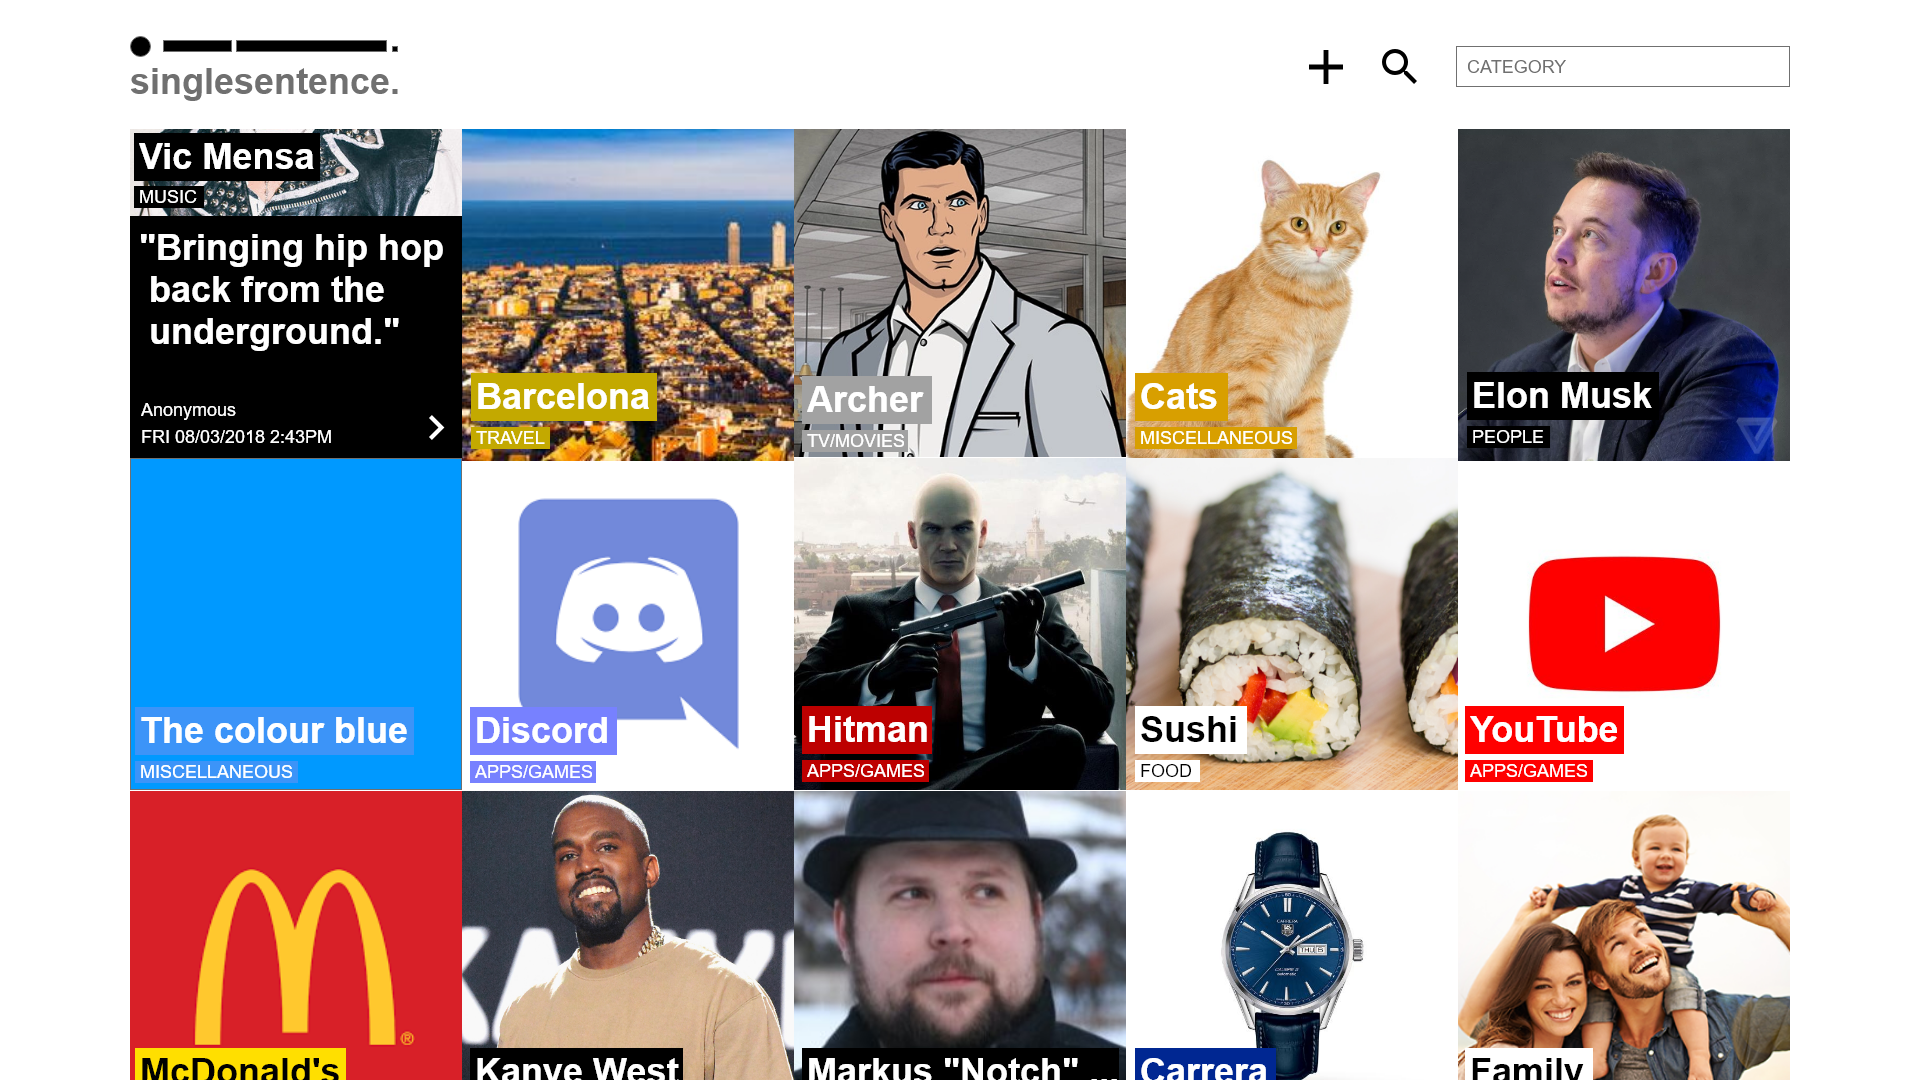 singlesentence.
CATEGORY
Vic Mensa
MUSIC
"Bringing hip hop
back from the
underground."
Anonymous
FRI 08/03/2018 2:43PM
Barcelona
TRAVEL
Archer
TV/MOVIES
Cats
MISCELLANEOUS
Elon Musk
PEOPLE
The colour blue
MISCELLANEOUS
Discord
APPS/GAMES
Hitman
APPS/GAMES
Sushi
FOOD
YouTube
APPS/GAMES
McDonald's
Kanye West
Markus "Notch" ...
CARRERA
Carrera
Family